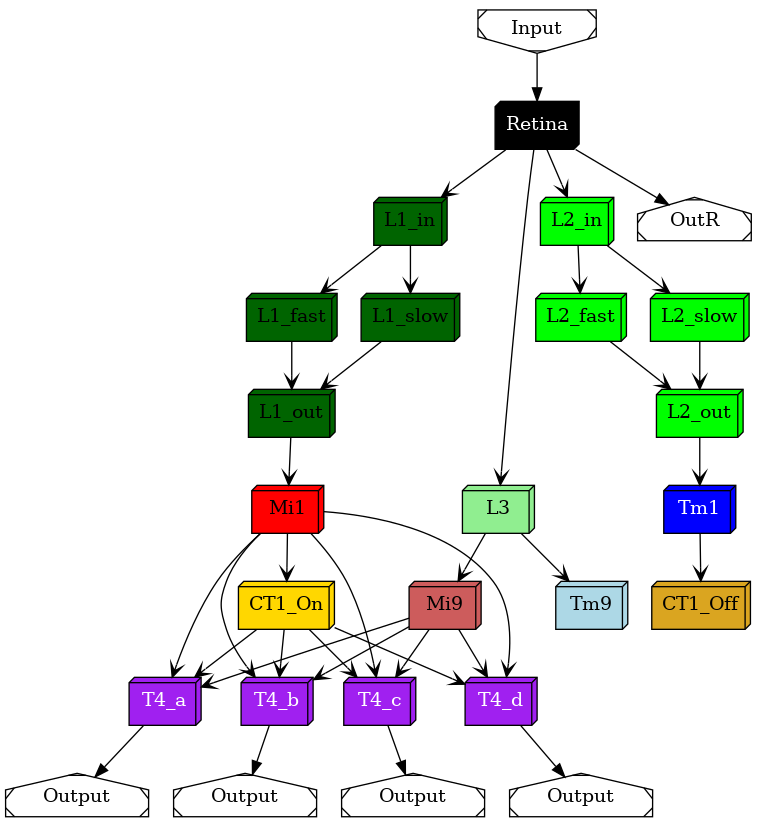 Input
Retina
L1_in
L2_in
OutR
L1_fast
L1_slow
L2_fast
L2_slow
L1_out
L2_out
Mi1
L3
Tm1
CT1_On
Mi9
Tm9
CT1_Off
T4_a
T4_b
T4_c
T4_d
Output
Output
Output
Output